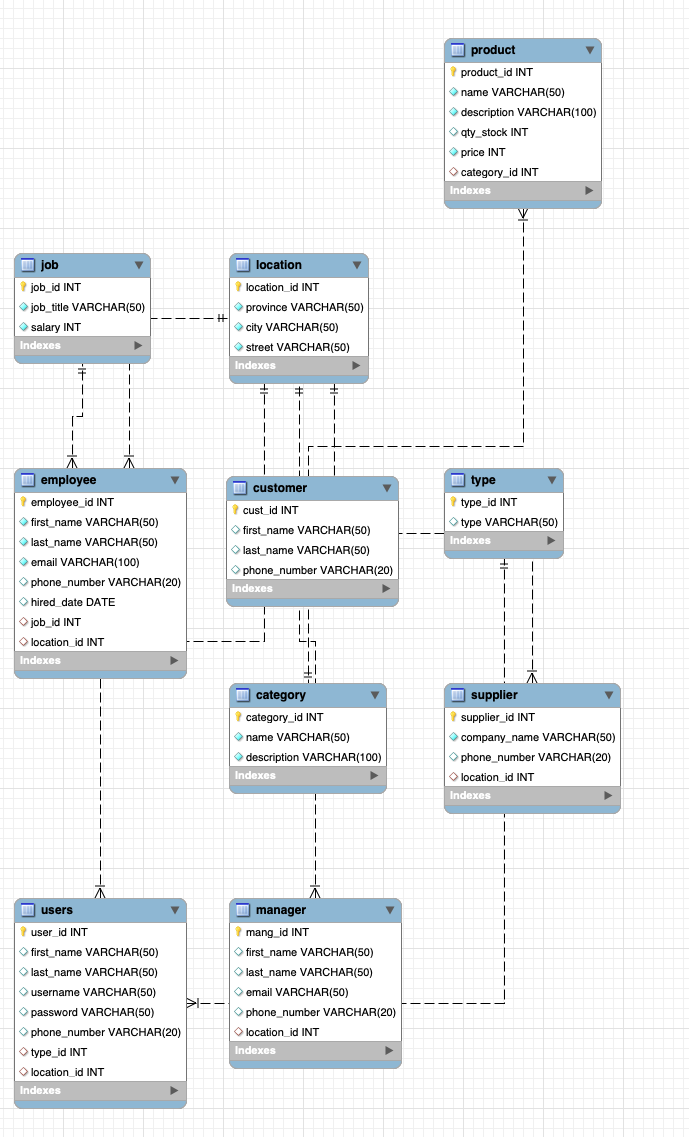 product
product_id INT
name VARCHAR(50)
description VARCHAR(100)
qty_stock INT
price INT
category_id INT
Indexes
job
job_id INT
job_title VARCHAR(50)
salary INT
Indexes
location
location_id INT
province VARCHAR(50)
city VARCHAR(50)
street VARCHAR(50)
Indexes
employee
employee_id INT
first_name VARCHAR(50)
last_name VARCHAR(50)
email VARCHAR(100)
phone_number VARCHAR(20)
hired_date DATE
job_id INT
location_id INT
Indexes
customer
cust_id INT
first_name VARCHAR(50)
last_name VARCHAR(50)
phone_number VARCHAR(20)
Indexes
type
type_id INT
type VARCHAR(50)
Indexes
category
category_id INT
name VARCHAR(50)
description VARCHAR(100)
Indexes
supplier
supplier_id INT
company_name VARCHAR(50)
phone_number VARCHAR(20)
location_id INT
Indexes
users
user_id INT
first_name VARCHAR(50)
last_name VARCHAR(50)
username VARCHAR(50)
password VARCHAR(50)
phone_number VARCHAR(20)
type_id INT
location_id INT
Indexes
manager
mang_id INT
first_name VARCHAR(50)
last_name VARCHAR(50)
email VARCHAR(50)
phone_number VARCHAR(20)
location_id INT
Indexes